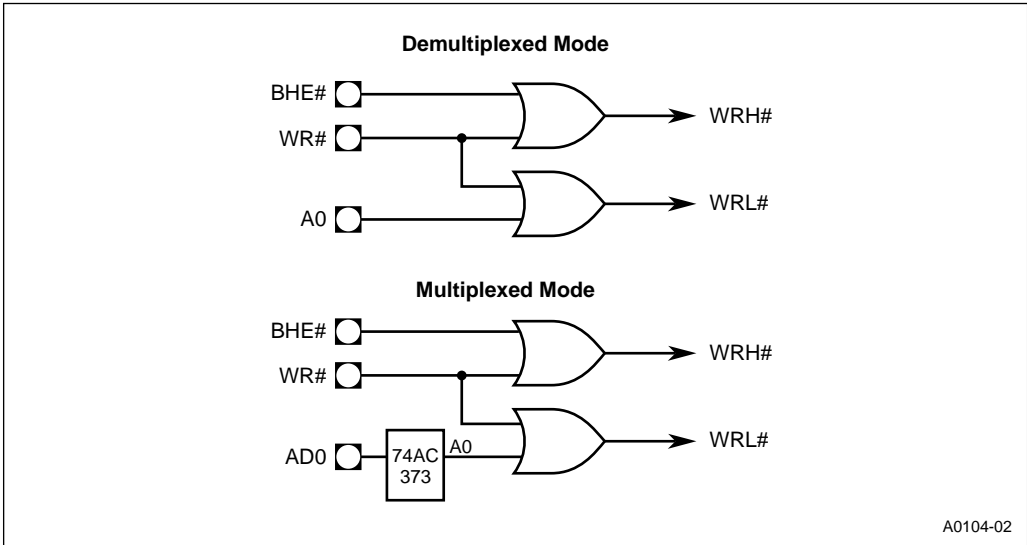 Demultiplexed Mode
BHE#
WRH#
WR#
WRL#
A0
Multiplexed Mode
BHE#
WRH#
WR#
WRL#
AD0
74AC
373
A0
A0104-02